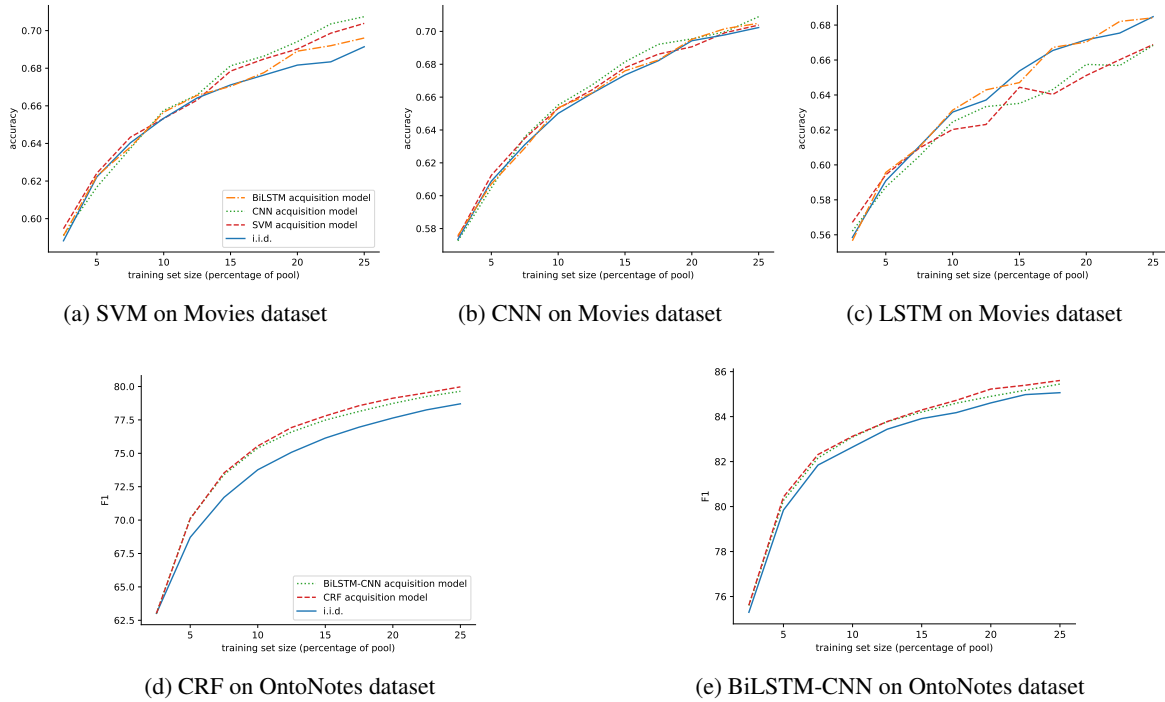 0.70
0.68
0.66
0.64
0.62
0.60
accuracy
5
10
15
20
25
training set size (percentage of pool)
BiLSTM acquisition model
CNN acquisition model
SVM acquisition model
i.i.d.
(a) SVM on Movies dataset
0.70
0.68
0.66
0.64
0.62
0.60
0.58
accuracy
5
10
15
20
25
training set size (percentage of pool)
(b) CNN on Movies dataset
0.68
0.66
0.64
0.62
0.60
0.58
0.56
accuracy
5
10
15
20
25
training set size (percentage of pool)
(c) LSTM on Movies dataset
80.0
77.5
75.0
72.5
70.0
67.5
65.0
62.5
F1
5
10
15
20
25
training set size (percentage of pool)
BiLSTM-CNN acquisition model
CRF acquisition model
i.i.d.
(d) CRF on OntoNotes dataset
86
84
82
80
78
76
F1
5
10
15
20
25
training set size (percentage of pool)
(e) BiLSTM-CNN on OntoNotes dataset